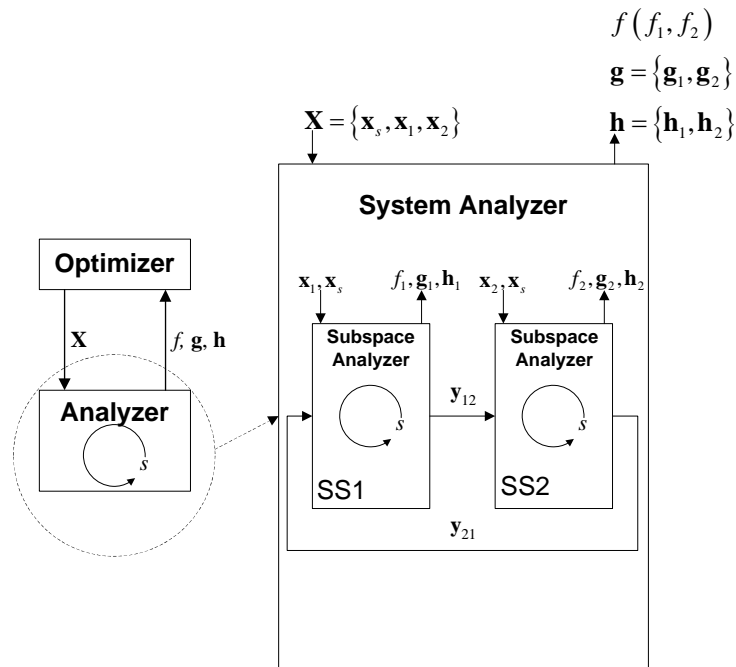 f(f₁, f₂)
g = {g₁, g₂}
X = {xₛ, x₁, x₂}
h = {h₁, h₂}
System Analyzer
Optimizer
X
f, g, h
Analyzer
s
x₁, xₛ
f₁, g₁, h₁
x₂, xₛ
f₂, g₂, h₂
Subspace
Analyzer
s
SS1
y₁₂
Subspace
Analyzer
s
SS2
y₂₁